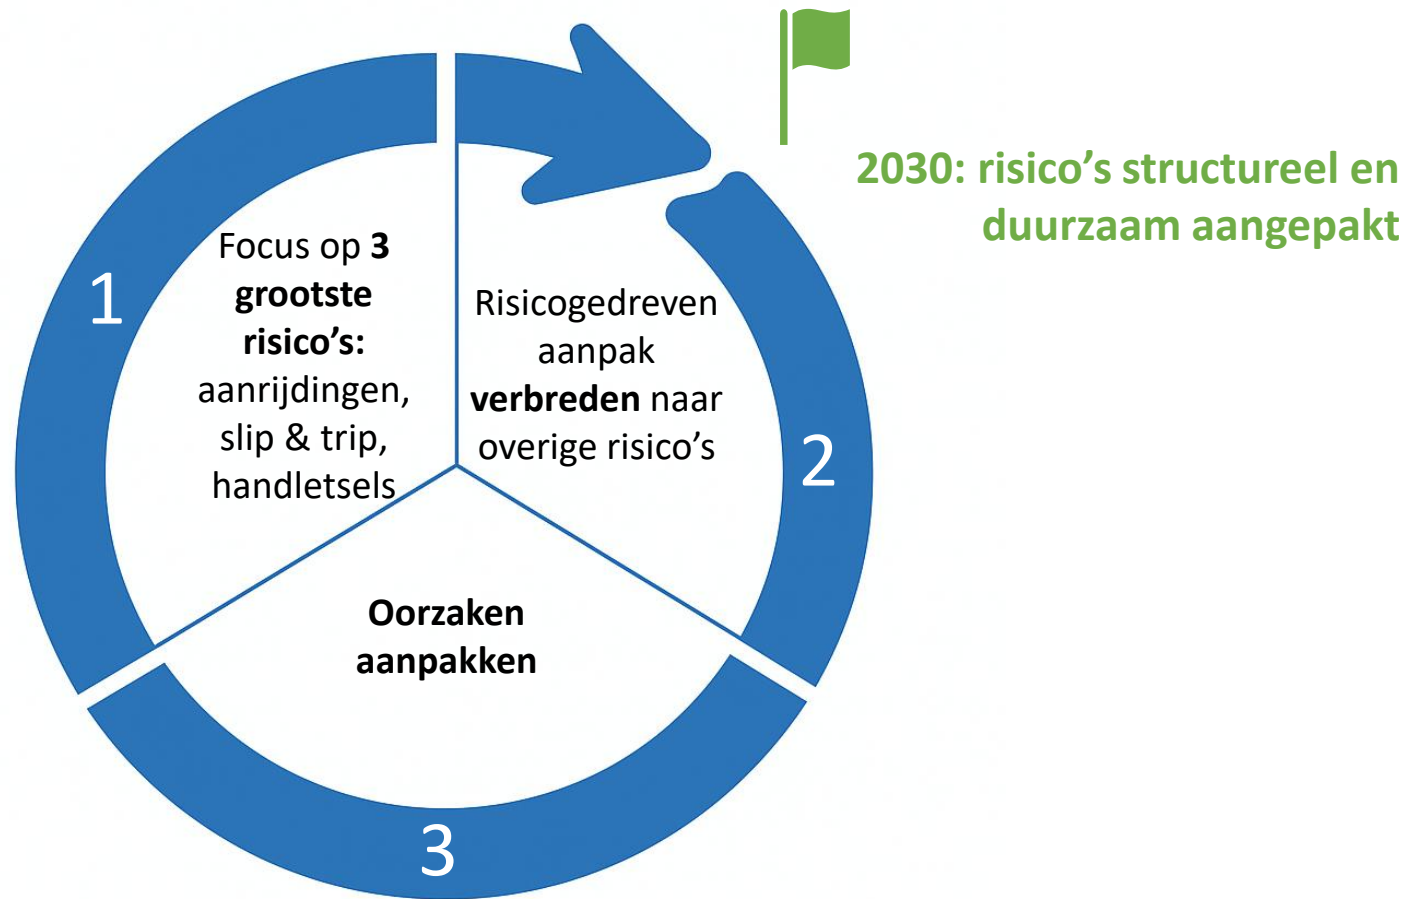 2030: risico’s structureel en
duurzaam aangepakt
1
Focus op 3
grootste
risico’s:
aanrijdingen,
slip & trip,
handletsels
Risicogedreven
aanpak
verbreden naar
overige risico’s
2
Oorzaken
aanpakken
3